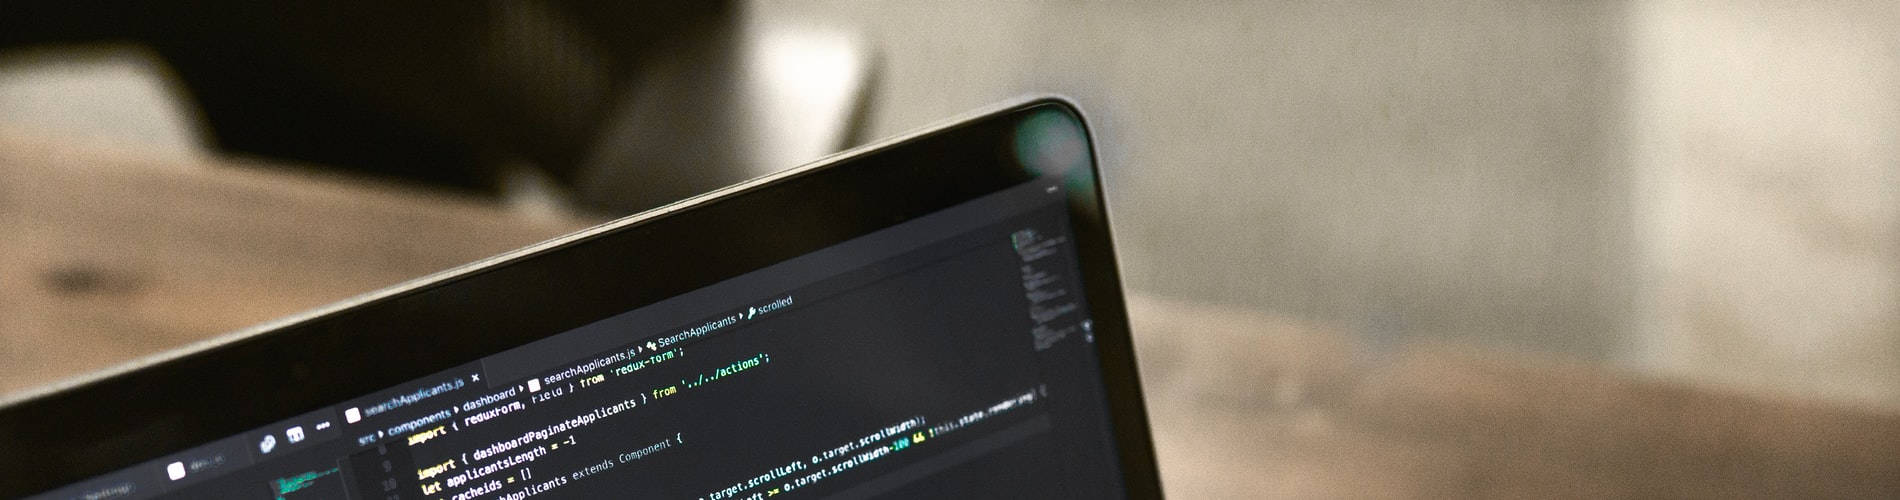 searchApplicants.js ×
src › components › dashboard › searchApplicants.js › SearchApplicants › scrolled
import { reduxForm, Field } from 'redux-form';
8
9 import { dashboardPaginateApplicants } from '../../actions';
10 let applicantsLength = -1
cacheids = []
Applicants extends Component {
o.target.scrollLeft, o.target.scrollWidth);
>= o.target.scrollWidth-100 && !this.state.rendering) {